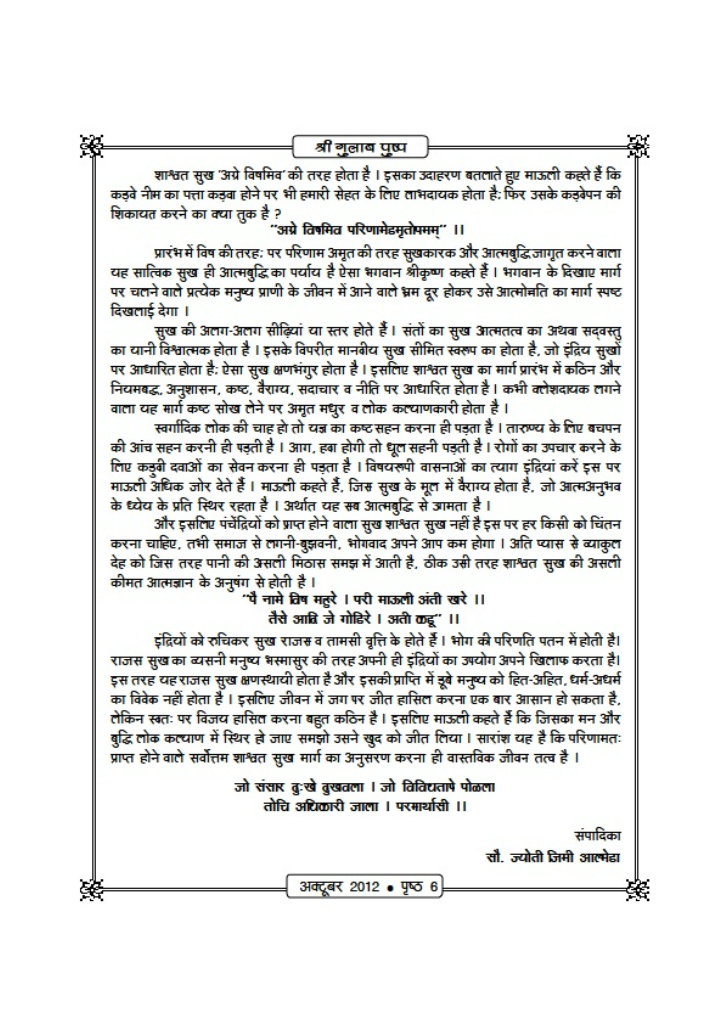 श्री गुलाब पुष्प
शाश्वत सुख 'अग्रे विषमिव' की तरह होता है । इसका उदाहरण बतलाते हुए माऊली कहते हैं कि
कड़वे नीम का पत्ता कड़वा होने पर भी हमारी सेहत के लिए लाभदायक होता है; फिर उसके कड़वेपन की
शिकायत करने का क्या तुक है ?
"अग्रे विषमिव परिणामेडमृतोपमम्" ।।
प्रारंभ में विष की तरह; पर परिणाम अमृत की तरह सुखकारक और आत्मबुद्धि जागृत करने वाला
यह सात्विक सुख ही आत्मबुद्धि का पर्याय है ऐसा भगवान श्रीकृष्ण कहते हैं । भगवान के दिखाए मार्ग
पर चलने वाले प्रत्येक मनुष्य प्राणी के जीवन में आने वाले भ्रम दूर होकर उसे आत्मोन्नति का मार्ग स्पष्ट
दिखलाई देगा ।
सुख की अलग-अलग सीढ़ियां या स्तर होते हैं । संतों का सुख आत्मतत्व का अथवा सद्वस्तु
का यानी विश्वात्मक होता है । इसके विपरीत मानवीय सुख सीमित स्वरूप का होता है, जो इंद्रिय सुखों
पर आधारित होता है; ऐसा सुख क्षणभंगुर होता है । इसलिए शाश्वत सुख का मार्ग प्रारंभ में कठिन और
नियमबद्ध, अनुशासन, कष्ट, वैराग्य, सदाचार व नीति पर आधारित होता है । कभी क्लेशदायक लगने
वाला यह मार्ग कष्ट सोख लेने पर अमृत मधुर व लोक कल्याणकारी होता है ।
स्वर्गादिक लोक की चाह हो तो यज्ञ का कष्ट सहन करना ही पड़ता है । तारुण्य के लिए बचपन
की आंच सहन करनी ही पड़ती है । आग, हवा होगी तो धूल सहनी पड़ती है । रोगों का उपचार करने के
लिए कड़ुवी दवाओं का सेवन करना ही पड़ता है । विषयरूपी वासनाओं का त्याग इंद्रियां करें इस पर
माऊली अधिक जोर देते हैं । माऊली कहते हैं, जिस सुख के मूल में वैराग्य होता है, जो आत्मअनुभव
के ध्येय के प्रति स्थिर रहता है । अर्थात यह सब आत्मबुद्धि से उगमता है ।
और इसलिए पंचेंद्रियों को प्राप्त होने वाला सुख शाश्वत सुख नहीं है इस पर हर किसी को चिंतन
करना चाहिए, तभी समाज से लगनी-बुझवनी, भोगवाद अपने आप कम होगा । अति प्यास से व्याकुल
देह को जिस तरह पानी की असली मिठास समझ में आती है, ठीक उसी तरह शाश्वत सुख की असली
कीमत आत्मज्ञान के अनुषंग से होती है ।
"पै नामे विष महुरे । परी माऊली अंती खरे ।।
तैसे आदि जे गोडिरे । अती कटू" ।।
इंद्रियों को रुचिकर सुख राजस व तामसी वृत्ति के होते हैं । भोग की परिणति पतन में होती है।
राजस सुख का व्यसनी मनुष्य भस्मासुर की तरह अपनी ही इंद्रियों का उपयोग अपने खिलाफ करता है।
इस तरह यह राजस सुख क्षणस्थायी होता है और इसकी प्राप्ति में डूबे मनुष्य को हित-अहित, धर्म-अधर्म
का विवेक नहीं होता है । इसलिए जीवन में जग पर जीत हासिल करना एक बार आसान हो सकता है,
लेकिन स्वतः पर विजय हासिल करना बहुत कठिन है । इसलिए माऊली कहते हैं कि जिसका मन और
बुद्धि लोक कल्याण में स्थिर हो जाए समझो उसने खुद को जीत लिया । सारांश यह है कि परिणामतः
प्राप्त होने वाले सर्वोत्तम शाश्वत सुख मार्ग का अनुसरण करना ही वास्तविक जीवन तत्व है ।
जो संसार दुःखे दुखवला । जो विविधतापे पोळला
तोचि अधिकारी जाला । परमार्थासी ।।
संपादिका
सौ. ज्योती जिमी आल्मेडा
अक्टूबर 2012 • पृष्ठ 6